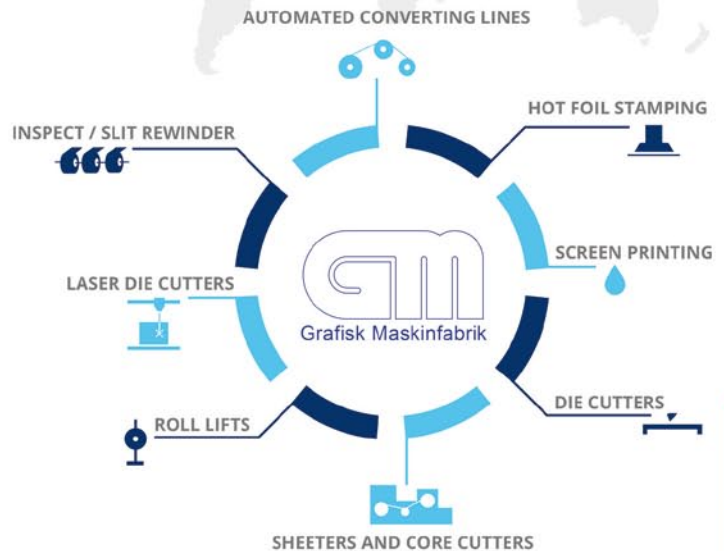 AUTOMATED CONVERTING LINES
HOT FOIL STAMPING
INSPECT / SLIT REWINDER
SCREEN PRINTING
LASER DIE CUTTERS
GM
Grafisk Maskinfabrik
DIE CUTTERS
ROLL LIFTS
SHEETERS AND CORE CUTTERS